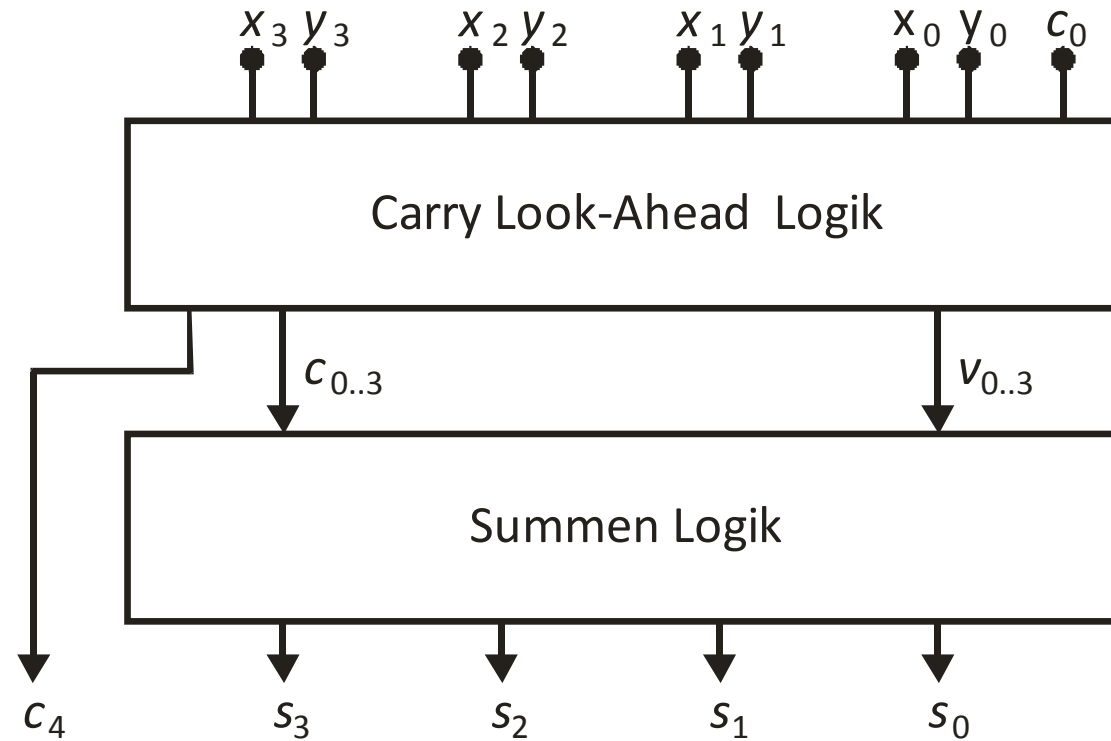 x3 y3 x2 y2 x1 y1 x0 y0 c0
Carry Look-Ahead Logik
c0..3 v0..3
Summen Logik
c4 s3 s2 s1 s0